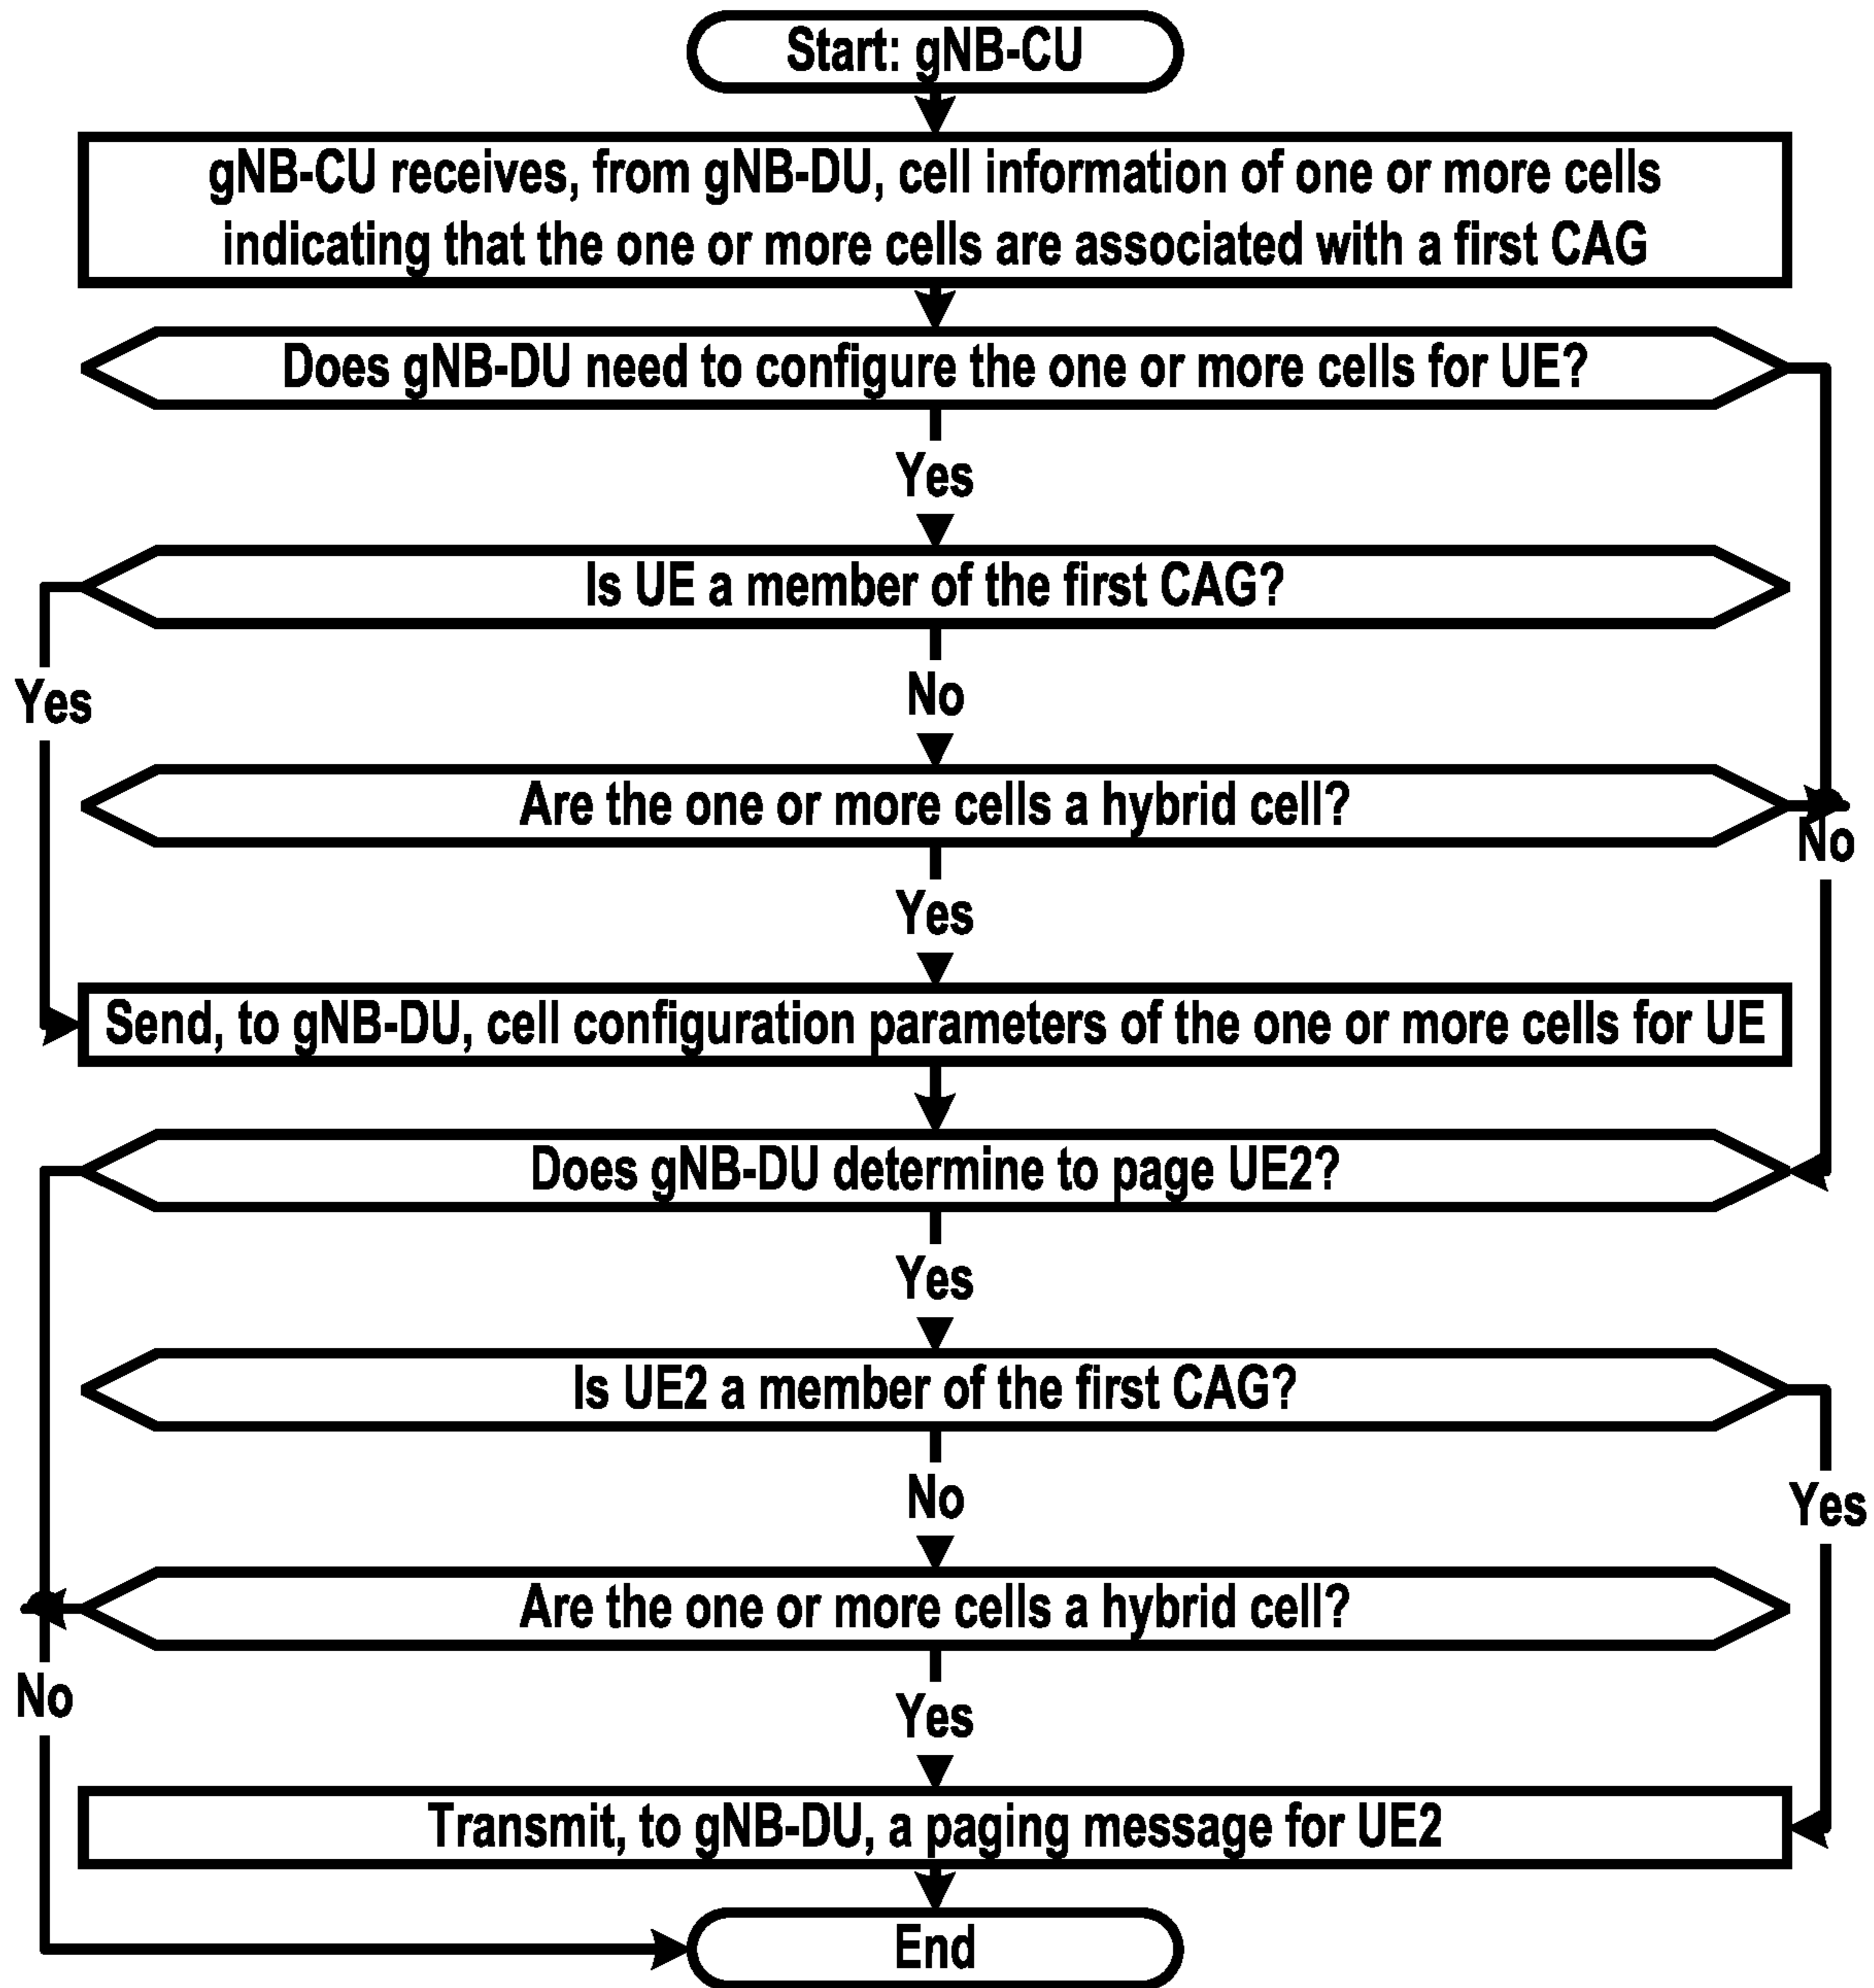 Start: gNB-CU
gNB-CU receives, from gNB-DU, cell information of one or more cells
indicating that the one or more cells are associated with a first CAG
Does gNB-DU need to configure the one or more cells for UE?
Yes
Is UE a member of the first CAG?
Yes
No
Are the one or more cells a hybrid cell?
No
Yes
Send, to gNB-DU, cell configuration parameters of the one or more cells for UE
Does gNB-DU determine to page UE2?
Yes
Is UE2 a member of the first CAG?
No
Yes
Are the one or more cells a hybrid cell?
No
Yes
Transmit, to gNB-DU, a paging message for UE2
End